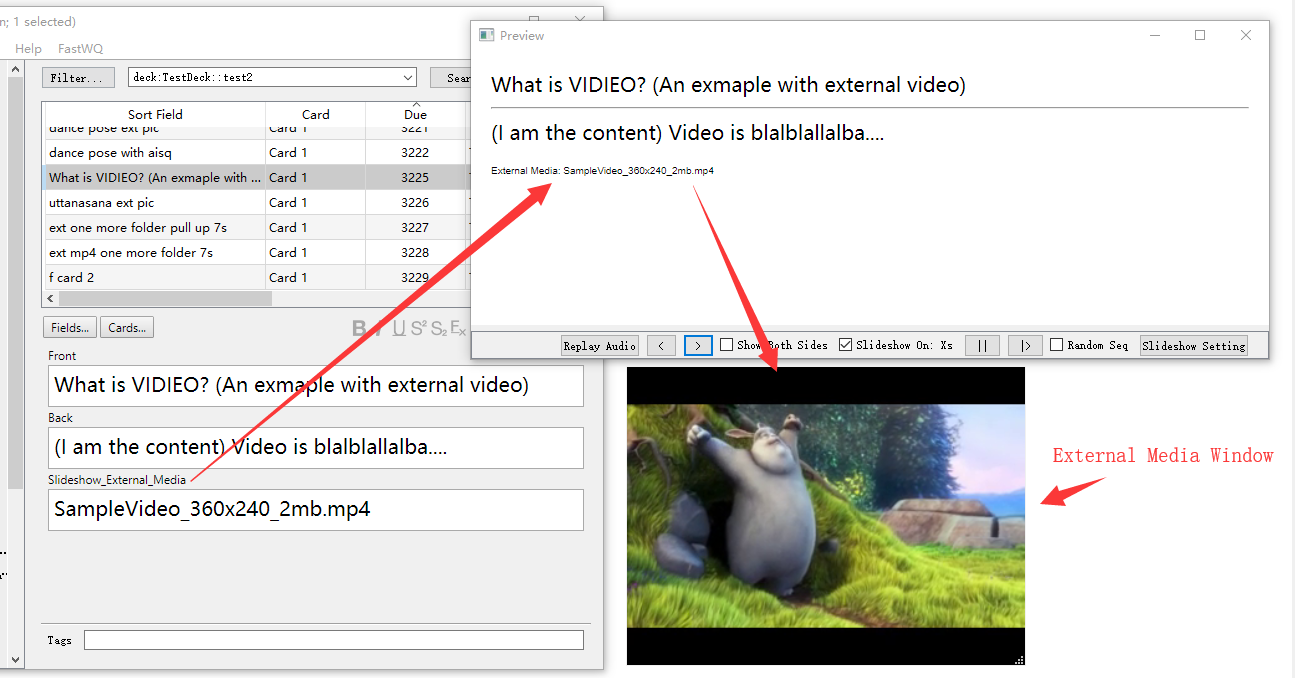 n; 1 selected)
Help FastWQ
Filter... deck:TestDeck::test2 Sear
Sort Field Card Due
dance pose ext pic Card 1 3221
dance pose with aisq Card 1 3222
What is VIDIEO? (An exmaple with ... Card 1 3225
uttanasana ext pic Card 1 3226
ext one more folder pull up 7s Card 1 3227
ext mp4 one more folder 7s Card 1 3228
f card 2 Card 1 3229
Fields... Cards... B I U S² S₂ Eₓ
Front
What is VIDIEO? (An exmaple with external video)
Back
(I am the content) Video is blalblallalba....
Slideshow_External_Media
SampleVideo_360x240_2mb.mp4
Tags
Preview
What is VIDIEO? (An exmaple with external video)
(I am the content) Video is blalblallalba....
External Media: SampleVideo_360x240_2mb.mp4
Replay Audio < > Show Both Sides Slideshow On: Xs || |> Random Seq Slideshow Setting
External Media Window